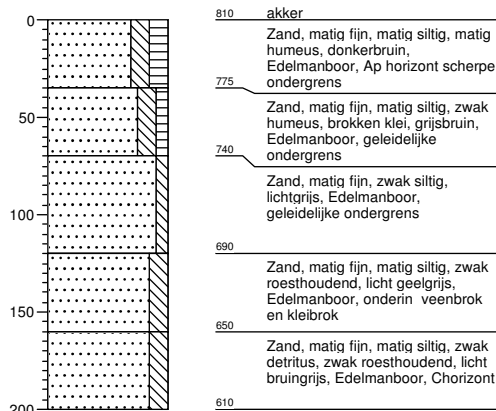 0
50
100
150
200
810 akker
Zand, matig fijn, matig siltig, matig
humeus, donkerbruin,
Edelmanboor, Ap horizont scherpe
ondergrens
775
Zand, matig fijn, matig siltig, zwak
humeus, brokken klei, grijsbruin,
Edelmanboor, geleidelijke
ondergrens
740
Zand, matig fijn, zwak siltig,
lichtgrijs, Edelmanboor,
geleidelijke ondergrens
690
Zand, matig fijn, matig siltig, zwak
roesthoudend, licht geelgrijs,
Edelmanboor, onderin veenbrok
en kleibrok
650
Zand, matig fijn, matig siltig, zwak
detritus, zwak roesthoudend, licht
bruingrijs, Edelmanboor, Chorizont
610